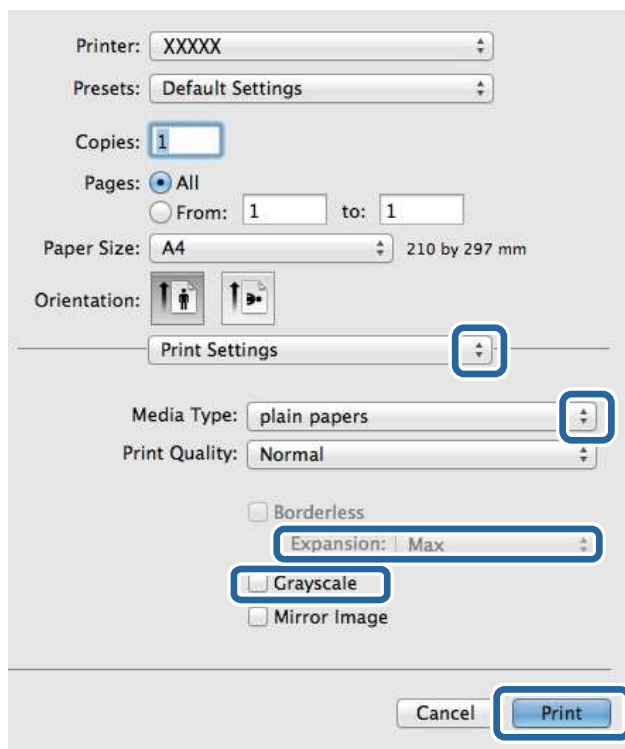 Printer: XXXXX
Presets: Default Settings
Copies: 1
Pages: All
From: 1 to: 1
Paper Size: A4 210 by 297 mm
Orientation:
Print Settings
Media Type: plain papers
Print Quality: Normal
Borderless
Expansion: Max
Grayscale
Mirror Image
Cancel Print